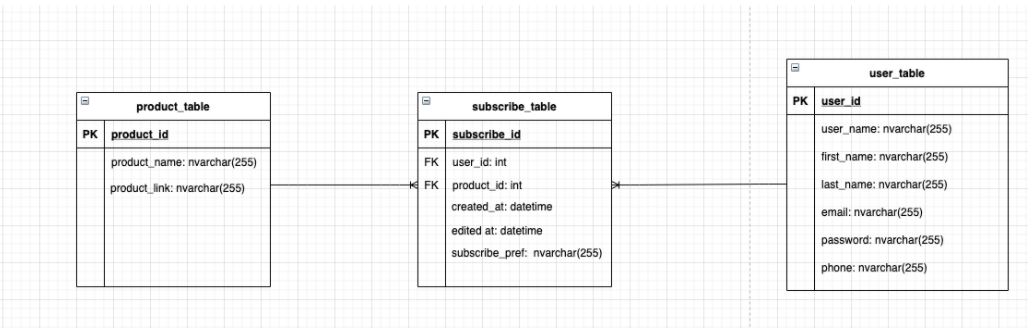 product_table
PK product_id
product_name: nvarchar(255)
product_link: nvarchar(255)
subscribe_table
PK subscribe_id
FK user_id: int
FK product_id: int
created_at: datetime
edited at: datetime
subscribe_pref: nvarchar(255)
user_table
PK user_id
user_name: nvarchar(255)
first_name: nvarchar(255)
last_name: nvarchar(255)
email: nvarchar(255)
password: nvarchar(255)
phone: nvarchar(255)